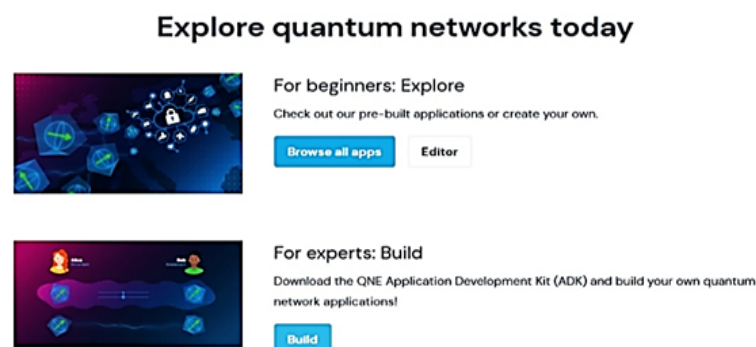 Explore quantum networks today
For beginners: Explore
Check out our pre-built applications or create your own.
Browse all apps
Editor
For experts: Build
Download the QNE Application Development Kit (ADK) and build your own quantum
network applications!
Build